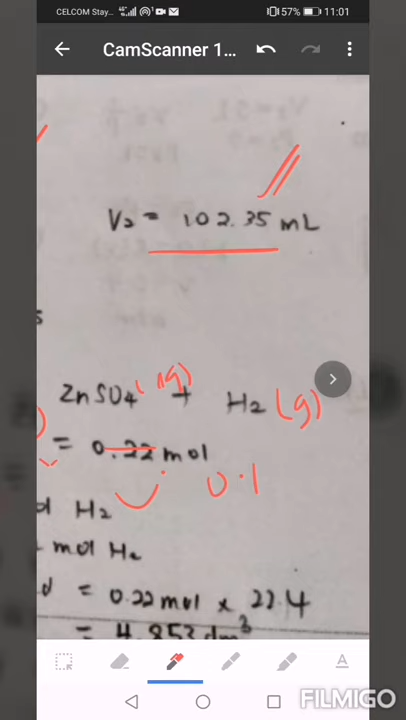 CELCOM Stay 57% 11:01
CamScanner 1...
V2 = 102.35 mL
s
ZnSO4 (aq) + H2 (g)
= 0.22 mol
0.1
d H2
mol H2
d = 0.22 mol x 22.4
= 4.853 dm3
A
FILMIGO